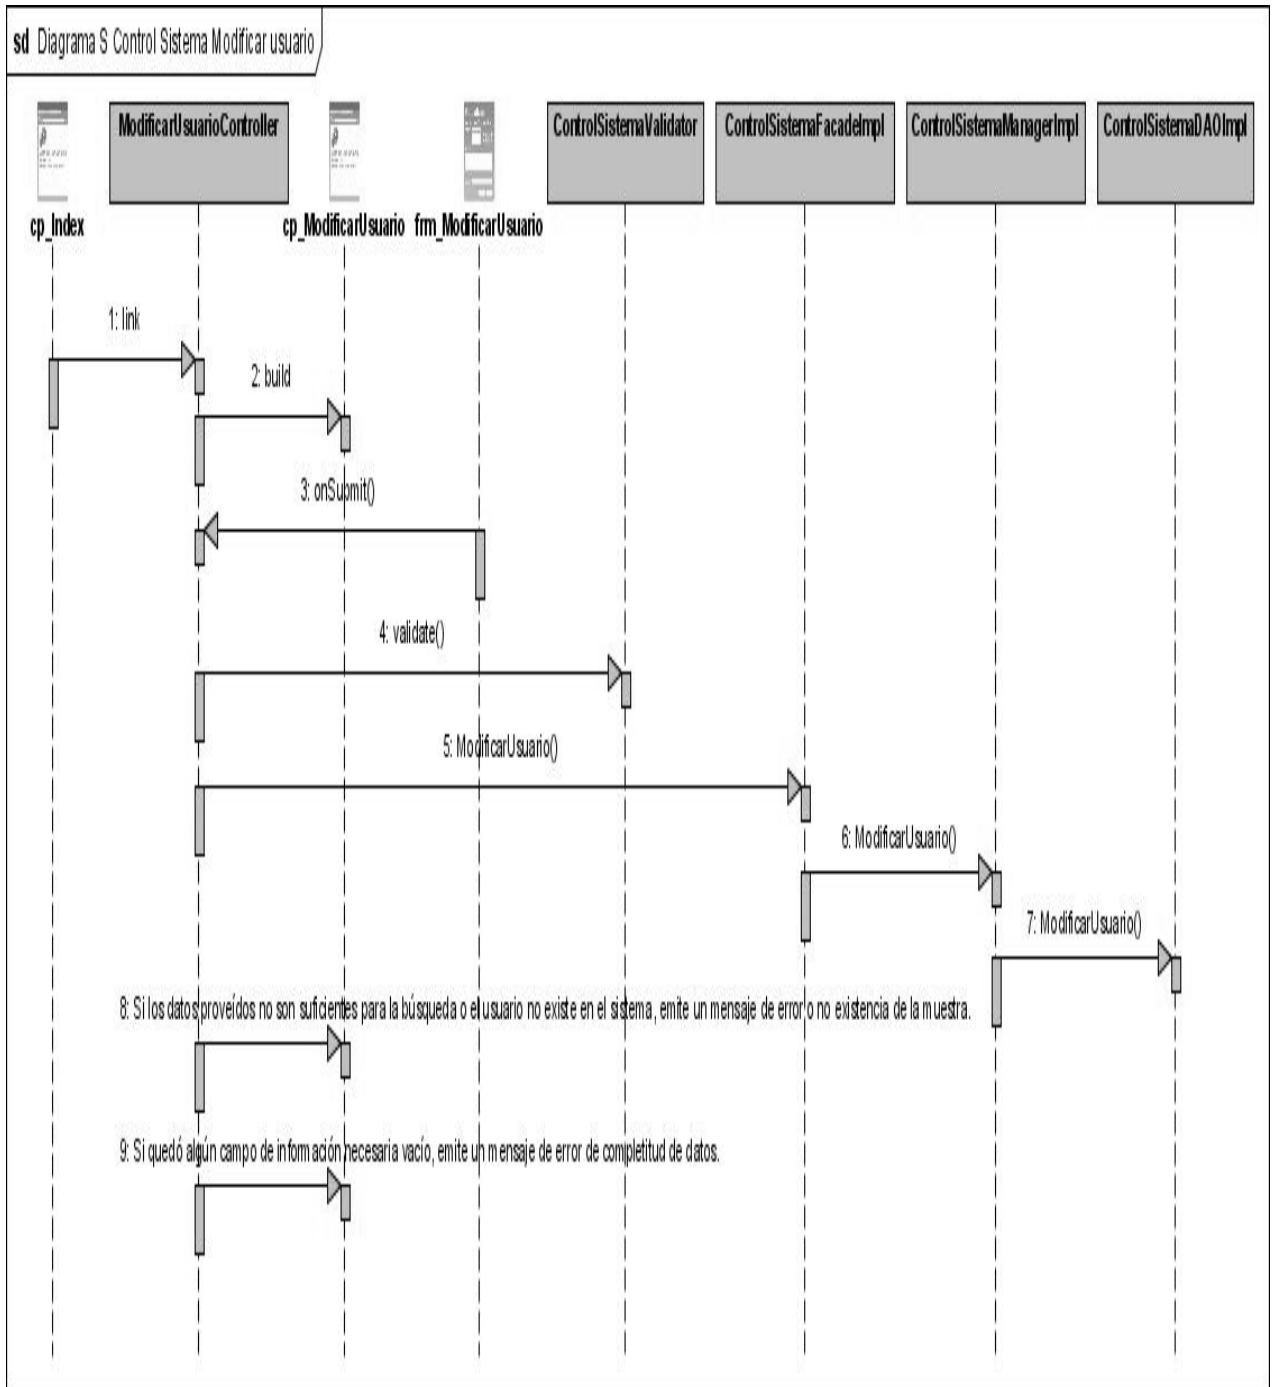 sd Diagrama S Control Sistema Modificar usuario
ModificarUsuarioController
ControlSistemaValidator
ControlSistemaFacadeImpl
ControlSistemaManagerImpl
ControlSistemaDAOImpl
cp_Index
cp_ModificarUsuario
frm_ModificarUsuario
1: link
2: build
3: onSubmit()
4: validate()
5: ModificarUsuario()
6: ModificarUsuario()
7: ModificarUsuario()
8: Si los datos proveídos no son suficientes para la búsqueda o el usuario no existe en el sistema, emite un mensaje de error o no existencia de la muestra.
9: Si quedó algún campo de información necesaria vacío, emite un mensaje de error de completitud de datos.